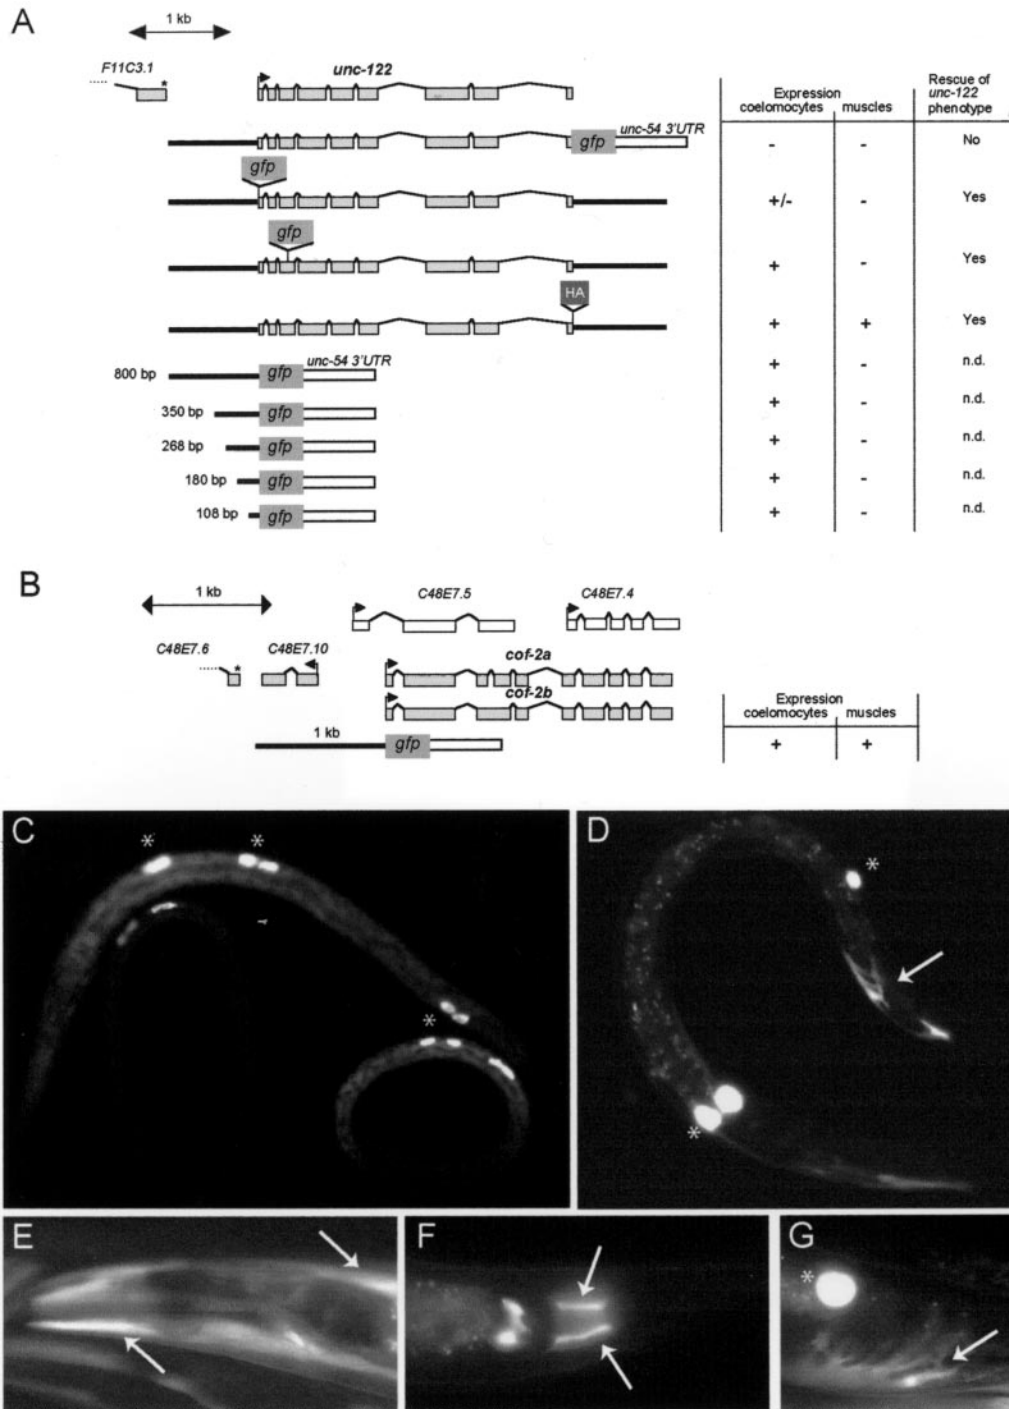 A
1 kb
F11C3.1
*
unc-122
Expression
coelomocytes muscles
Rescue of
unc-122
phenotype
gfp
unc-54 3'UTR
- - No
gfp
+/- - Yes
gfp
+ - Yes
HA
+ + Yes
800 bp
gfp
unc-54 3'UTR
+ - n.d.
350 bp
gfp
+ - n.d.
268 bp
gfp
+ - n.d.
180 bp
gfp
+ - n.d.
108 bp
gfp
+ - n.d.
B
1 kb
C48E7.5
C48E7.4
C48E7.6
*
C48E7.10
cof-2a
cof-2b
1 kb
gfp
Expression
coelomocytes muscles
+ +
C
* *
*
D
*
*
E
F
G
*